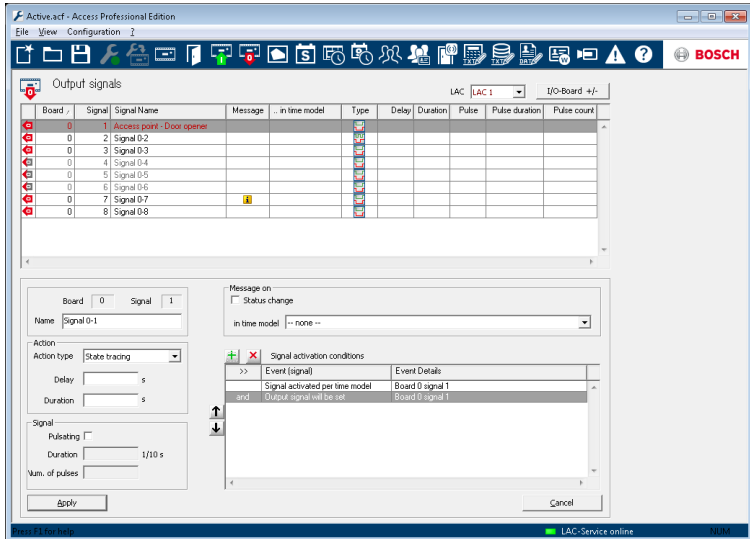 Active.acf - Access Professional Edition
File View Configuration ?
BOSCH
Output signals
LAC LAC 1 I/O-Board +/-
Board / Signal Signal Name Message .. in time model Type Delay Duration Pulse Pulse duration Pulse count
0 1 Access point - Door opener
0 2 Signal 0-2
0 3 Signal 0-3
0 4 Signal 0-4
0 5 Signal 0-5
0 6 Signal 0-6
0 7 Signal 0-7
0 8 Signal 0-8
Board 0 Signal 1
Name Signal 0-1
Message on
Status change
in time model -- none --
Action
Action type State tracing
Delay s
Duration s
Signal
Pulsating
Duration 1/10 s
Num. of pulses
Signal activation conditions
>> Event (signal) Event Details
Signal activated per time model Board 0 signal 1
and Output signal will be set Board 0 signal 1
Apply Cancel
Press F1 for help LAC-Service online NUM